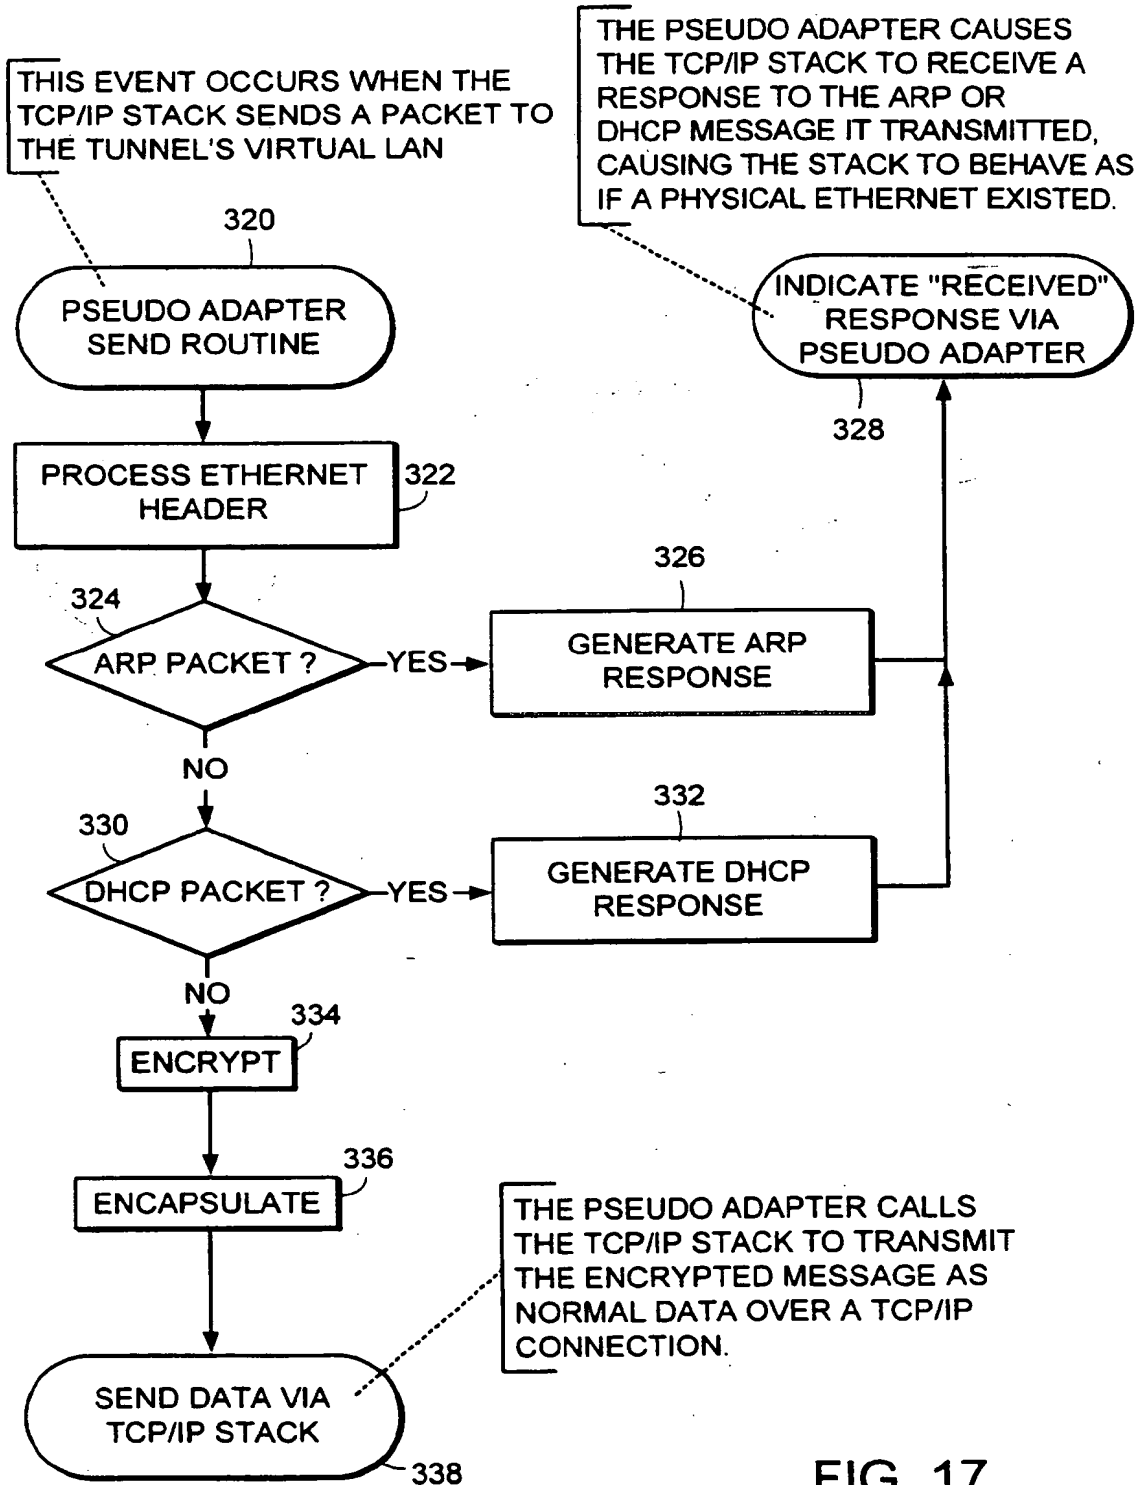 THIS EVENT OCCURS WHEN THE
TCP/IP STACK SENDS A PACKET TO
THE TUNNEL'S VIRTUAL LAN
THE PSEUDO ADAPTER CAUSES
THE TCP/IP STACK TO RECEIVE A
RESPONSE TO THE ARP OR
DHCP MESSAGE IT TRANSMITTED,
CAUSING THE STACK TO BEHAVE AS
IF A PHYSICAL ETHERNET EXISTED.
320
PSEUDO ADAPTER
SEND ROUTINE
INDICATE "RECEIVED"
RESPONSE VIA
PSEUDO ADAPTER
328
PROCESS ETHERNET
HEADER
322
324
ARP PACKET ?
YES
326
GENERATE ARP
RESPONSE
NO
330
DHCP PACKET ?
YES
332
GENERATE DHCP
RESPONSE
NO
334
ENCRYPT
336
ENCAPSULATE
THE PSEUDO ADAPTER CALLS
THE TCP/IP STACK TO TRANSMIT
THE ENCRYPTED MESSAGE AS
NORMAL DATA OVER A TCP/IP
CONNECTION.
SEND DATA VIA
TCP/IP STACK
338
FIG. 17